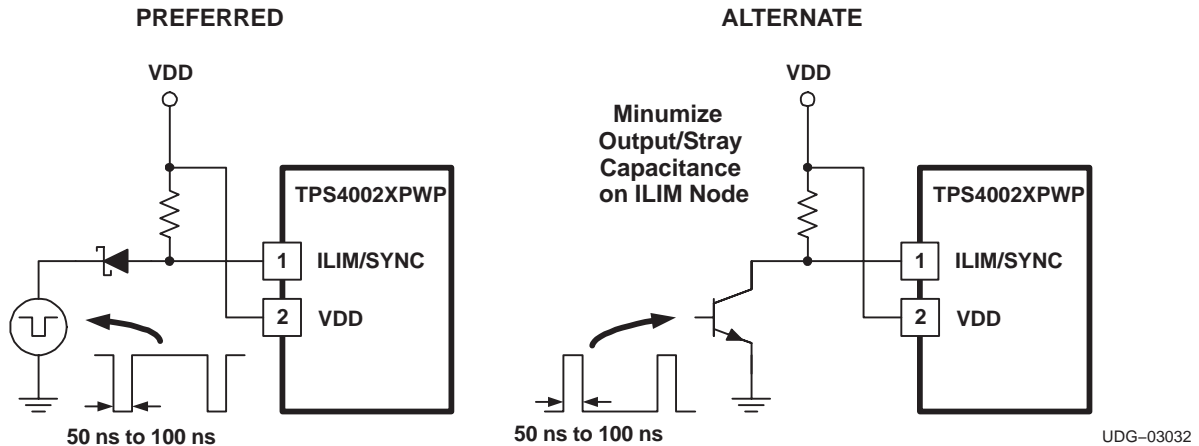 PREFERRED
VDD
TPS4002XPWP
1 ILIM/SYNC
2 VDD
50 ns to 100 ns
ALTERNATE
VDD
Minumize
Output/Stray
Capacitance
on ILIM Node
TPS4002XPWP
1 ILIM/SYNC
2 VDD
50 ns to 100 ns
UDG–03032